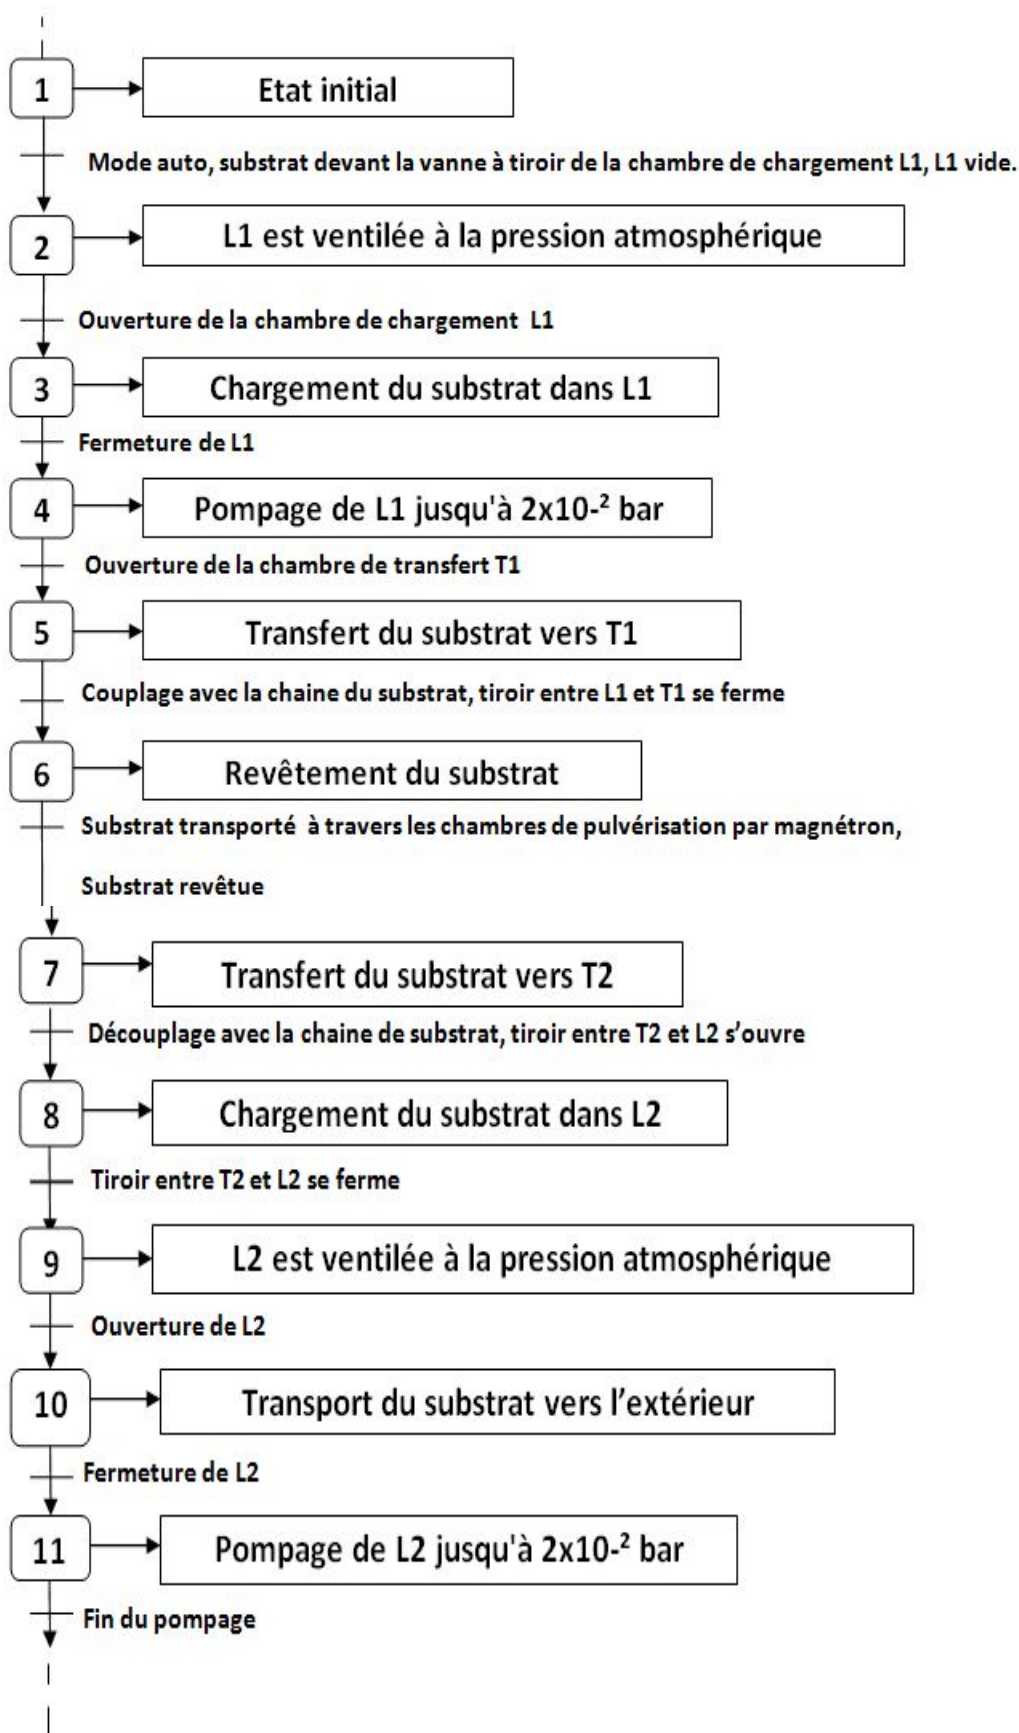 1
Etat initial
Mode auto, substrat devant la vanne à tiroir de la chambre de chargement L1, L1 vide.
2
L1 est ventilée à la pression atmosphérique
Ouverture de la chambre de chargement L1
3
Chargement du substrat dans L1
Fermeture de L1
4
Pompage de L1 jusqu'à 2x10-² bar
Ouverture de la chambre de transfert T1
5
Transfert du substrat vers T1
Couplage avec la chaine du substrat, tiroir entre L1 et T1 se ferme
6
Revêtement du substrat
Substrat transporté à travers les chambres de pulvérisation par magnétron,
Substrat revêtue
7
Transfert du substrat vers T2
Découplage avec la chaine de substrat, tiroir entre T2 et L2 s’ouvre
8
Chargement du substrat dans L2
Tiroir entre T2 et L2 se ferme
9
L2 est ventilée à la pression atmosphérique
Ouverture de L2
10
Transport du substrat vers l’extérieur
Fermeture de L2
11
Pompage de L2 jusqu'à 2x10-² bar
Fin du pompage